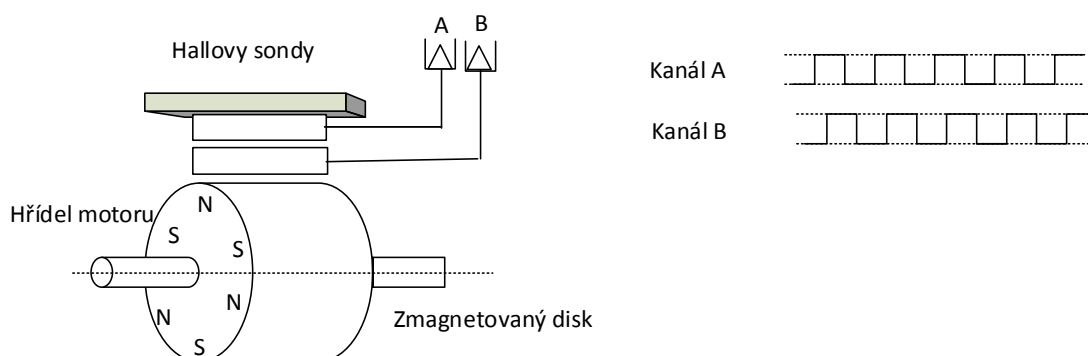 A B
Hallovy sondy
Kanál A
Kanál B
Hřídel motoru
N
S
S
N
N
S
Zmagnetovaný disk